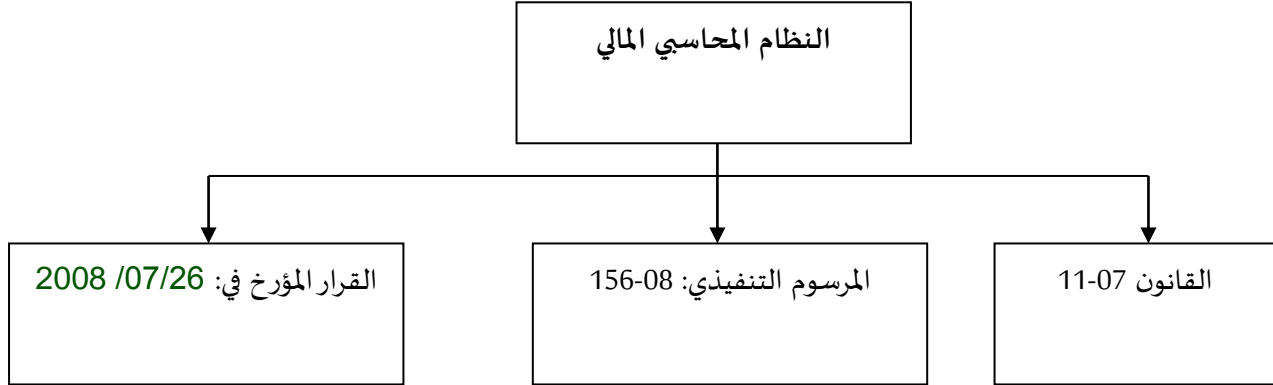 النظام المحاسبي المالي
القانون 07-11
المرسوم التنفيذي: 08-156
القرار المؤرخ في: 07/26/ 2008